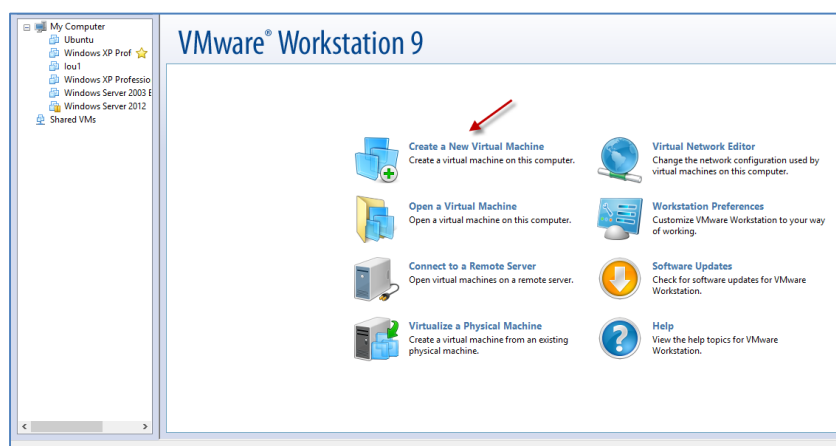 My Computer
Ubuntu
Windows XP Prof
lou1
Windows XP Professio
Windows Server 2003 E
Windows Server 2012
Shared VMs
VMware® Workstation 9
Create a New Virtual Machine
Create a virtual machine on this computer.
Open a Virtual Machine
Open a virtual machine on this computer.
Connect to a Remote Server
Open virtual machines on a remote server.
Virtualize a Physical Machine
Create a virtual machine from an existing
physical machine.
Virtual Network Editor
Change the network configuration used by
virtual machines on this computer.
Workstation Preferences
Customize VMware Workstation to your way
of working.
Software Updates
Check for software updates for VMware
Workstation.
Help
View the help topics for VMware
Workstation.